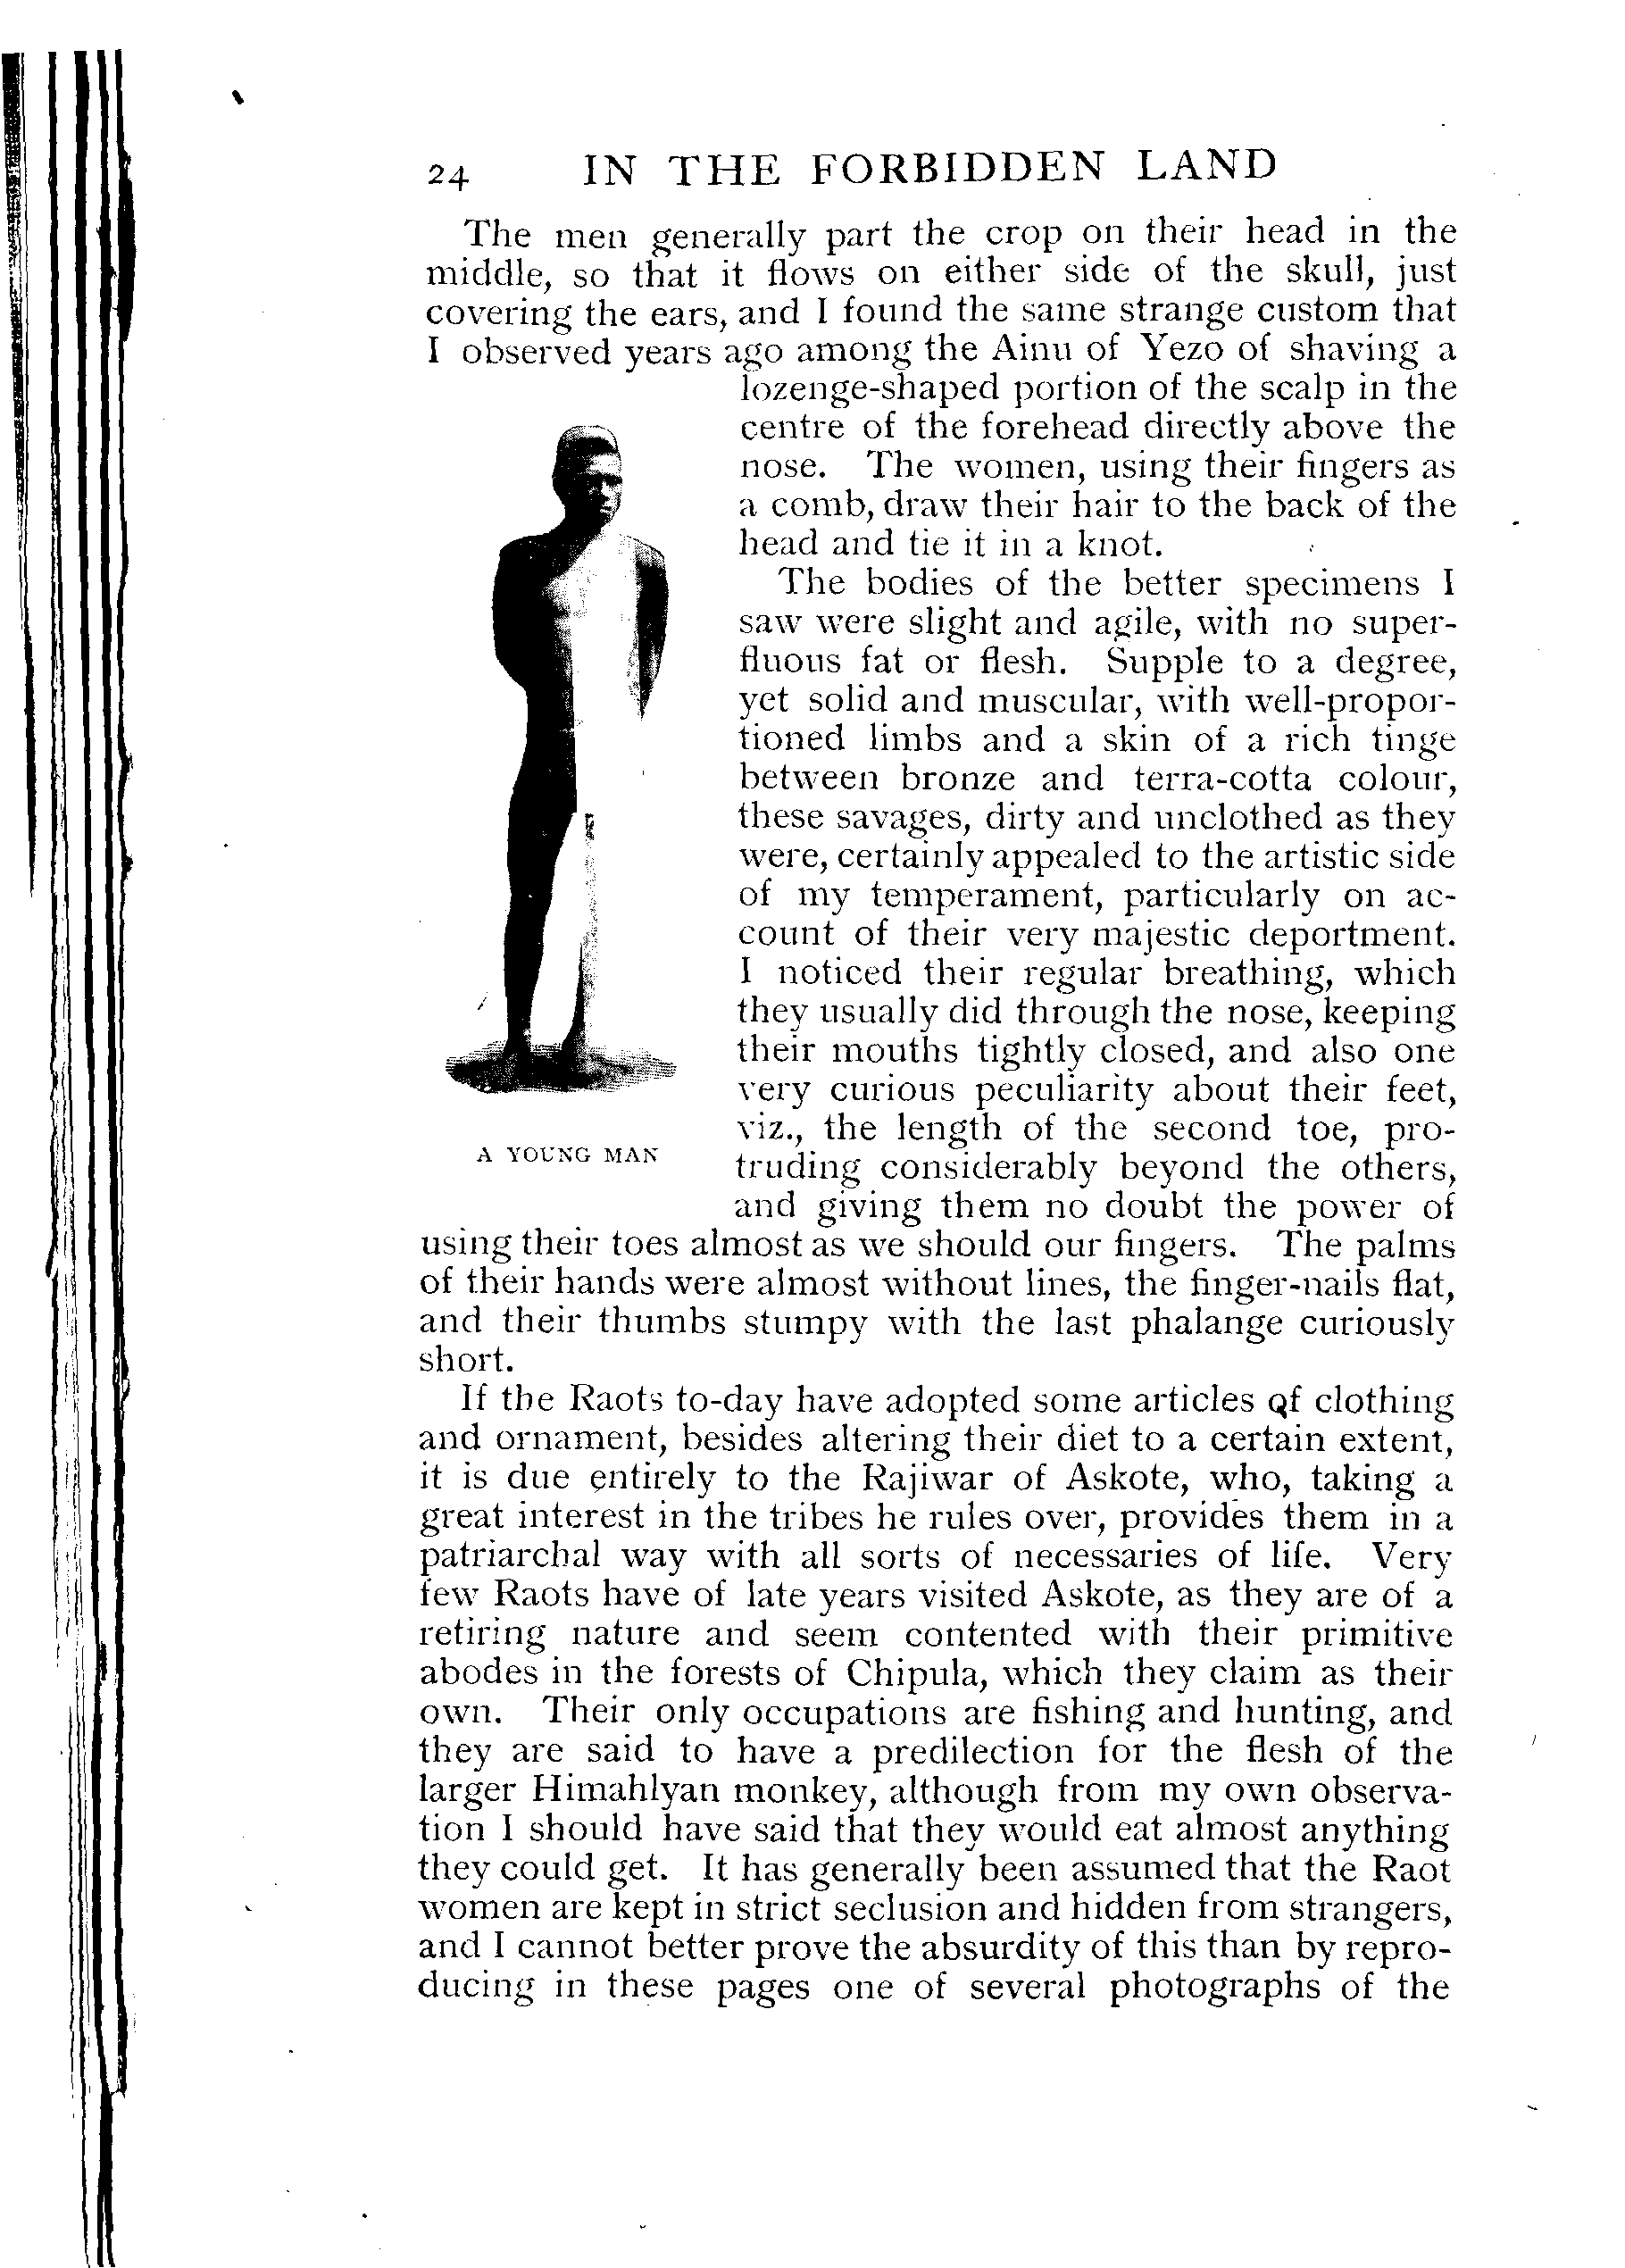 24 IN THE FORBIDDEN LAND
The men generally part the crop on their head in the
middle, so that it flows on either side of the skull, just
covering the ears, and I found the same strange custom that
I observed years ago among the Ainu of Yezo of shaving a
lozenge-shaped portion of the scalp in the
centre of the forehead directly above the
nose. The women, using their fingers as
a comb, draw their hair to the back of the
head and tie it in a knot.
The bodies of the better specimens I
saw were slight and agile, with no super-
fluous fat or flesh. Supple to a degree,
yet solid and muscular, with well-propor-
tioned limbs and a skin of a rich tinge
between bronze and terra-cotta colour,
these savages, dirty and unclothed as they
were, certainly appealed to the artistic side
of my temperament, particularly on ac-
count of their very majestic deportment.
I noticed their regular breathing, which
they usually did through the nose, keeping
their mouths tightly closed, and also one
very curious peculiarity about their feet,
viz., the length of the second toe, pro-
truding considerably beyond the others,
and giving them no doubt the power of
A YOUNG MAN
using their toes almost as we should our fingers. The palms
of their hands were almost without lines, the finger-nails flat,
and their thumbs stumpy with the last phalange curiously
short.
If the Raots to-day have adopted some articles of clothing
and ornament, besides altering their diet to a certain extent,
it is due entirely to the Rajiwar of Askote, who, taking a
great interest in the tribes he rules over, provides them in a
patriarchal way with all sorts of necessaries of life. Very
few Raots have of late years visited Askote, as they are of a
retiring nature and seem contented with their primitive
abodes in the forests of Chipula, which they claim as their
own. Their only occupations are fishing and hunting, and
they are said to have a predilection for the flesh of the
larger Himahlyan monkey, although from my own observa-
tion I should have said that they would eat almost anything
they could get. It has generally been assumed that the Raot
women are kept in strict seclusion and hidden from strangers,
and I cannot better prove the absurdity of this than by repro-
ducing in these pages one of several photographs of the